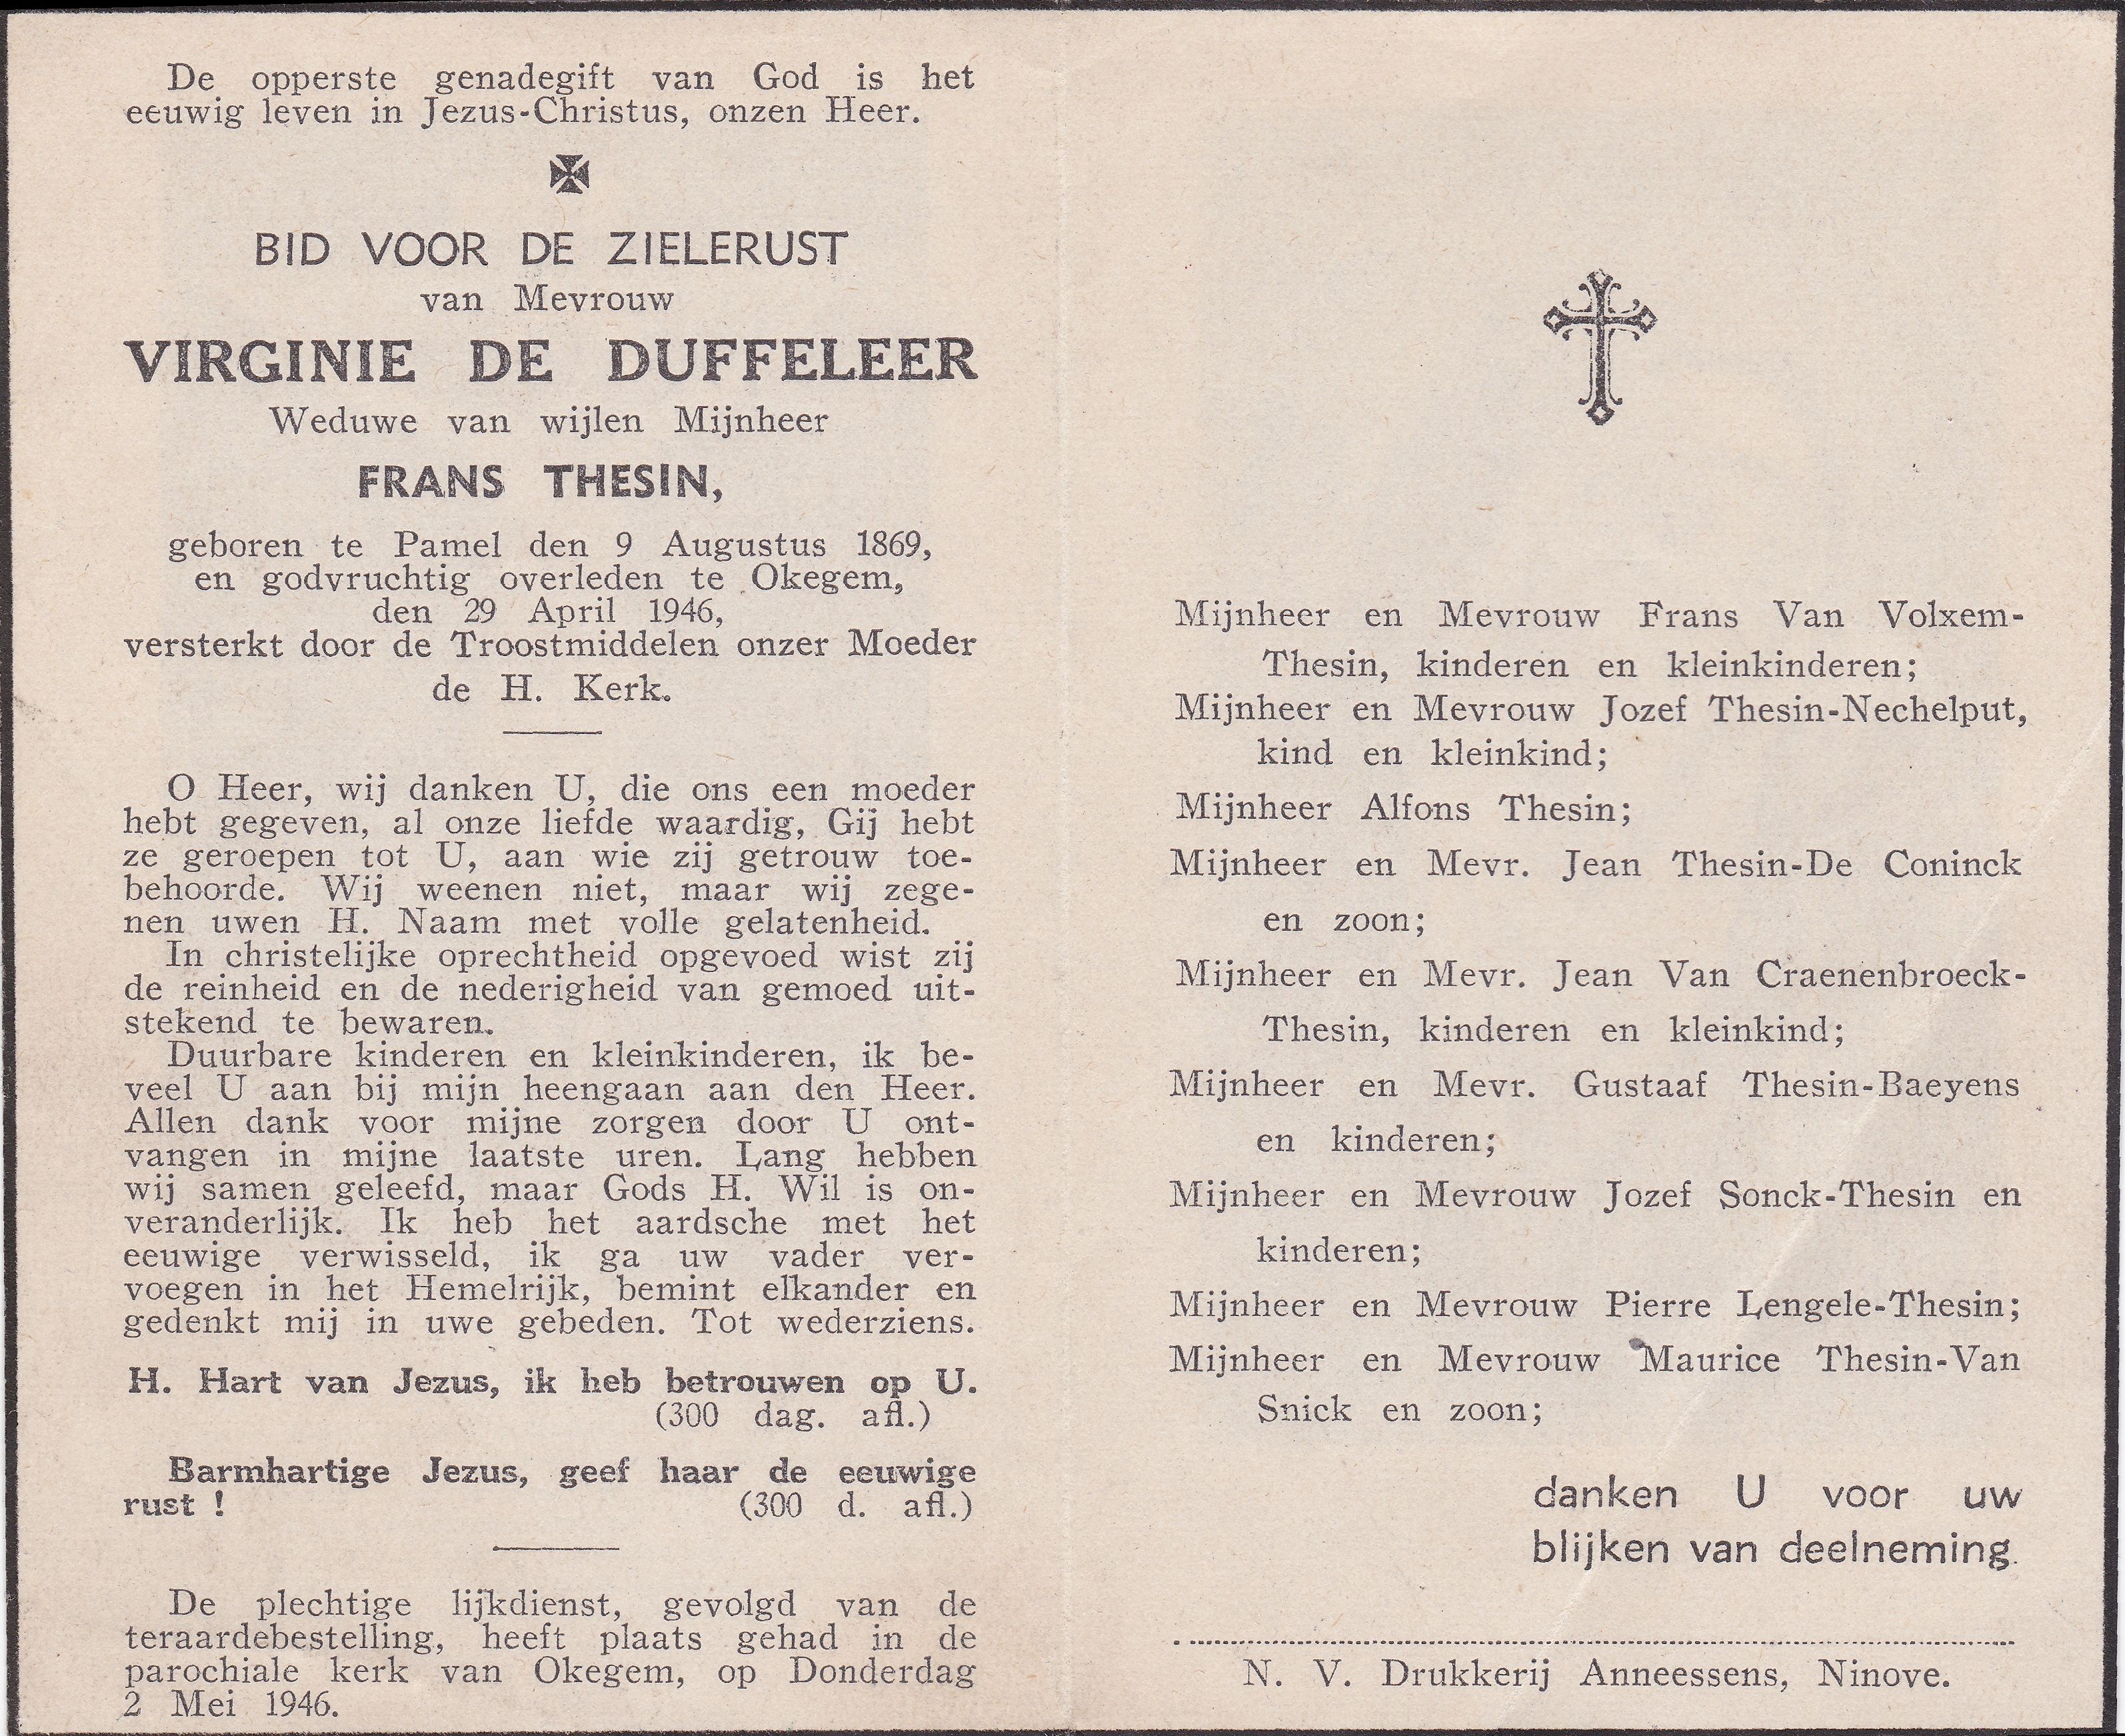 De opperste genadegift van God is het
eeuwig leven in Jezus-Christus, onzen Heer.
BID VOOR DE ZIELERUST
van Mevrouw
VIRGINIE DE DUFFELEER
Weduwe van wijlen Mijnheer
FRANS THESIN,
geboren te Pamel den 9 Augustus 1869,
en godvruchtig overleden te Okegem,
den 29 April 1946,
versterkt door de Troostmiddelen onzer Moeder
de H. Kerk.
O Heer, wij danken U, die ons een moeder
hebt gegeven, al onze liefde waardig, Gij hebt
ze geroepen tot U, aan wie zij getrouw toe-
behoorde. Wij weenen niet, maar wij zege-
nen uwen H. Naam met volle gelatenheid.
In christelijke oprechtheid opgevoed wist zij
de reinheid en de nederigheid van gemoed uit-
stekend te bewaren.
Duurbare kinderen en kleinkinderen, ik be-
veel U aan bij mijn heengaan aan den Heer.
Allen dank voor mijne zorgen door U ont-
vangen in mijne laatste uren. Lang hebben
wij samen geleefd, maar Gods H. Wil is on-
veranderlijk. Ik heb het aardsche met het
eeuwige verwisseld, ik ga uw vader ver-
voegen in het Hemelrijk, bemint elkander en
gedenkt mij in uwe gebeden. Tot wederziens.
H. Hart van Jezus, ik heb betrouwen op U.
(300 dag. afl.)
Barmhartige Jezus, geef haar de eeuwige
rust ! (300 d. afl.)
De plechtige lijkdienst, gevolgd van de
teraardebestelling, heeft plaats gehad in de
parochiale kerk van Okegem, op Donderdag
2 Mei 1946.
Mijnheer en Mevrouw Frans Van Volxem-
Thesin, kinderen en kleinkinderen;
Mijnheer en Mevrouw Jozef Thesin-Nechelput,
kind en kleinkind;
Mijnheer Alfons Thesin;
Mijnheer en Mevr. Jean Thesin-De Coninck
en zoon;
Mijnheer en Mevr. Jean Van Craenenbroeck-
Thesin, kinderen en kleinkind;
Mijnheer en Mevr. Gustaaf Thesin-Baeyens
en kinderen;
Mijnheer en Mevrouw Jozef Sonck-Thesin en
kinderen;
Mijnheer en Mevrouw Pierre Lengele-Thesin;
Mijnheer en Mevrouw Maurice Thesin-Van
Snick en zoon;
danken U voor uw
blijken van deelneming.
N. V. Drukkerij Anneessens, Ninove.